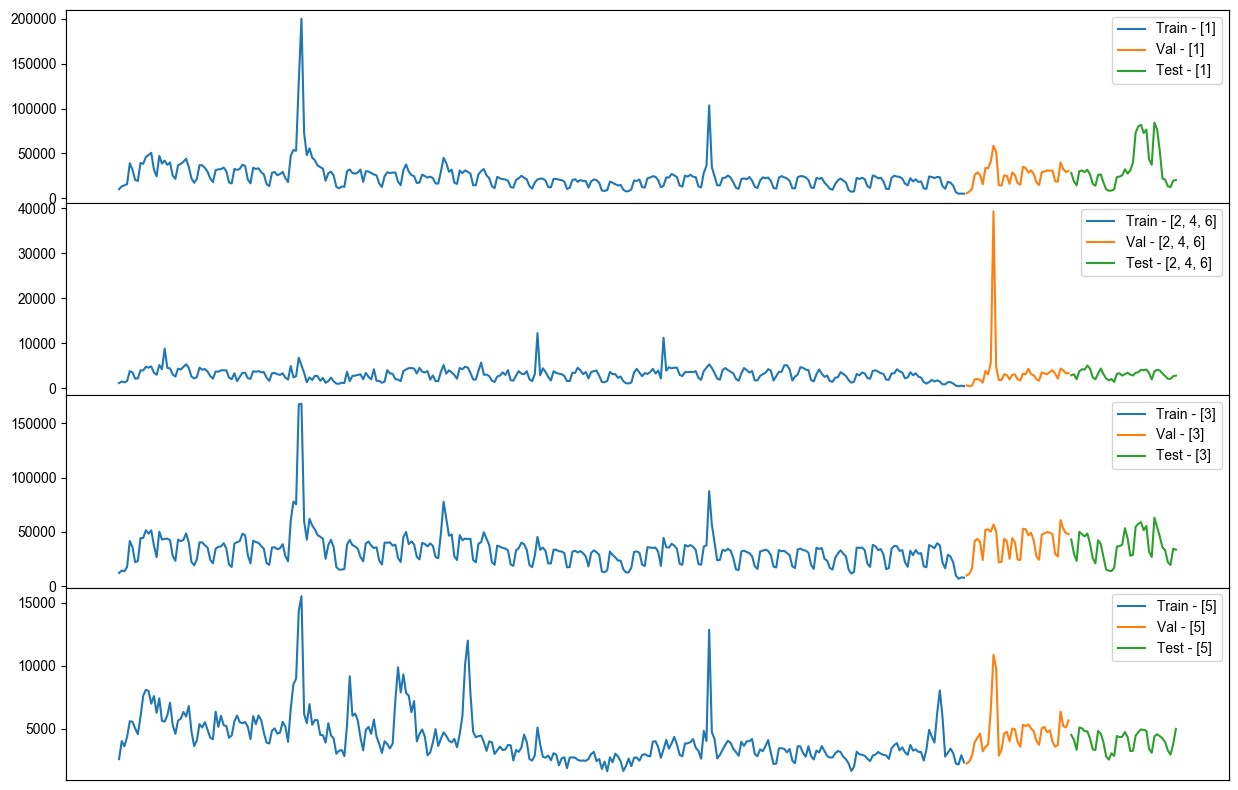 200000
150000
100000
50000
0
Train - [1]
Val - [1]
Test - [1]
40000
30000
20000
10000
0
Train - [2, 4, 6]
Val - [2, 4, 6]
Test - [2, 4, 6]
150000
100000
50000
0
Train - [3]
Val - [3]
Test - [3]
15000
10000
5000
Train - [5]
Val - [5]
Test - [5]